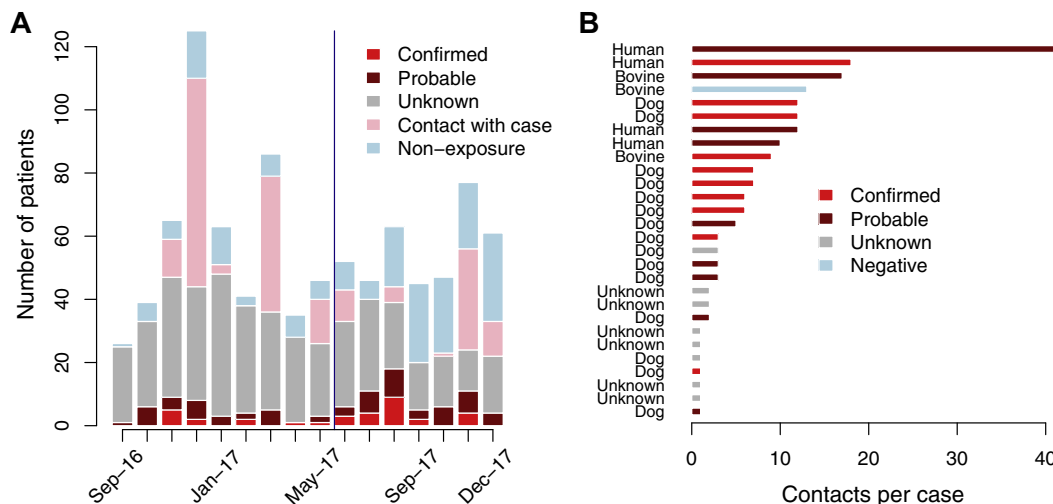 A
Number of patients
0
20
40
60
80
100
120
Confirmed
Probable
Unknown
Contact with case
Non−exposure
Sep−16
Jan−17
May−17
Sep−17
Dec−17
B
Human
Human
Bovine
Bovine
Dog
Dog
Human
Human
Bovine
Dog
Dog
Dog
Dog
Dog
Dog
Dog
Dog
Dog
Unknown
Unknown
Dog
Unknown
Unknown
Dog
Dog
Unknown
Unknown
Dog
Confirmed
Probable
Unknown
Negative
0 10 20 30 40
Contacts per case